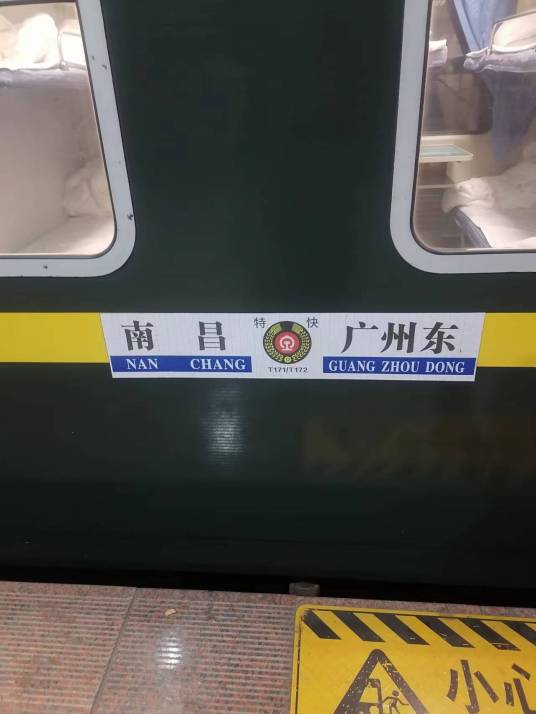 南 昌 特 快 广州东
NAN CHANG T171/T172 GUANG ZHOU DONG
小心